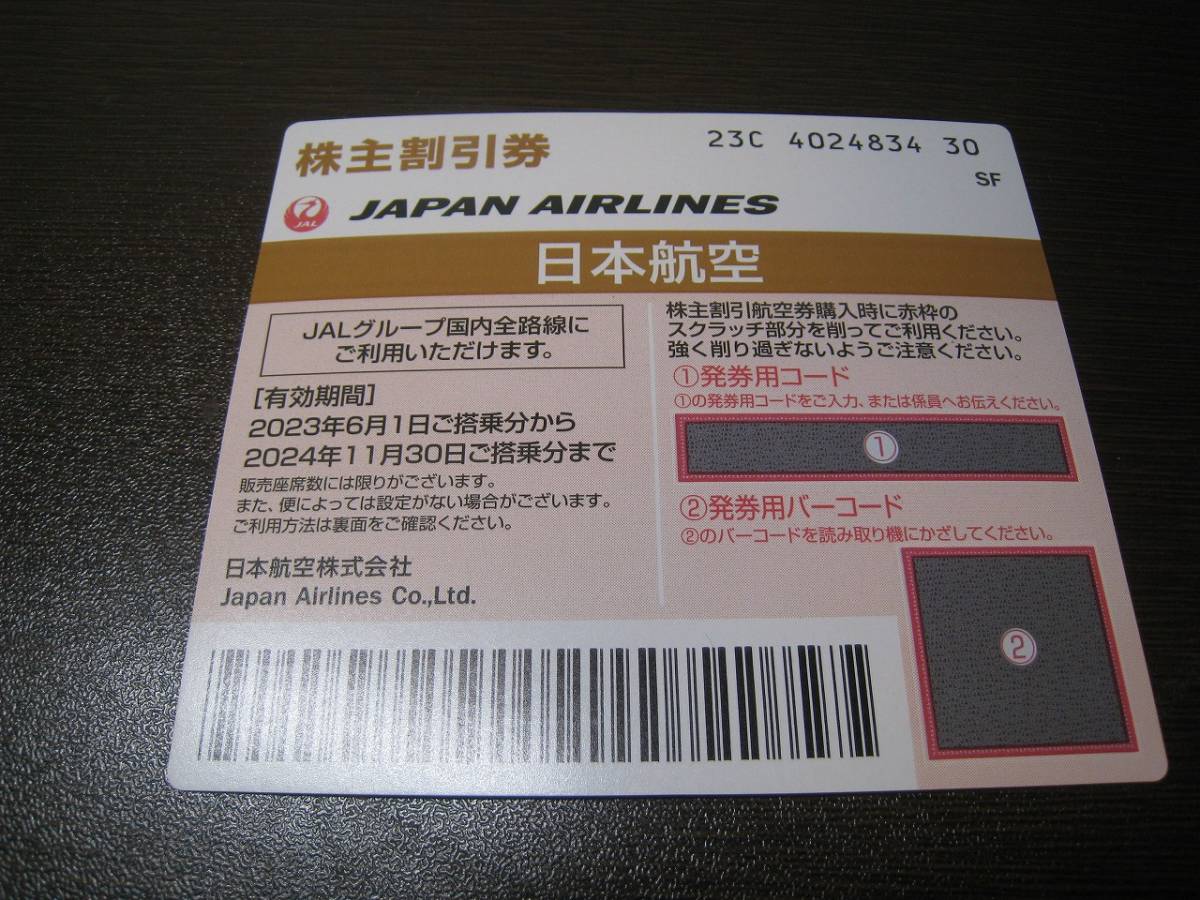 株主割引券
23C 4024834 30
SF
JAL
JAPAN AIRLINES
日本航空
JALグループ国内全路線に
ご利用いただけます。
[有効期間]
2023年6月1日ご搭乗分から
2024年11月30日ご搭乗分まで
販売座席数には限りがございます。
また、便によっては設定がない場合がございます。
ご利用方法は裏面をご確認ください。
日本航空株式会社
Japan Airlines Co.,Ltd.
株主割引航空券購入時に赤枠の
スクラッチ部分を削ってご利用ください。
強く削り過ぎないようご注意ください。
①発券用コード
①の発券用コードをご入力、または係員へお伝えください。
①
②発券用バーコード
②のバーコードを読み取り機にかざしてください。
②